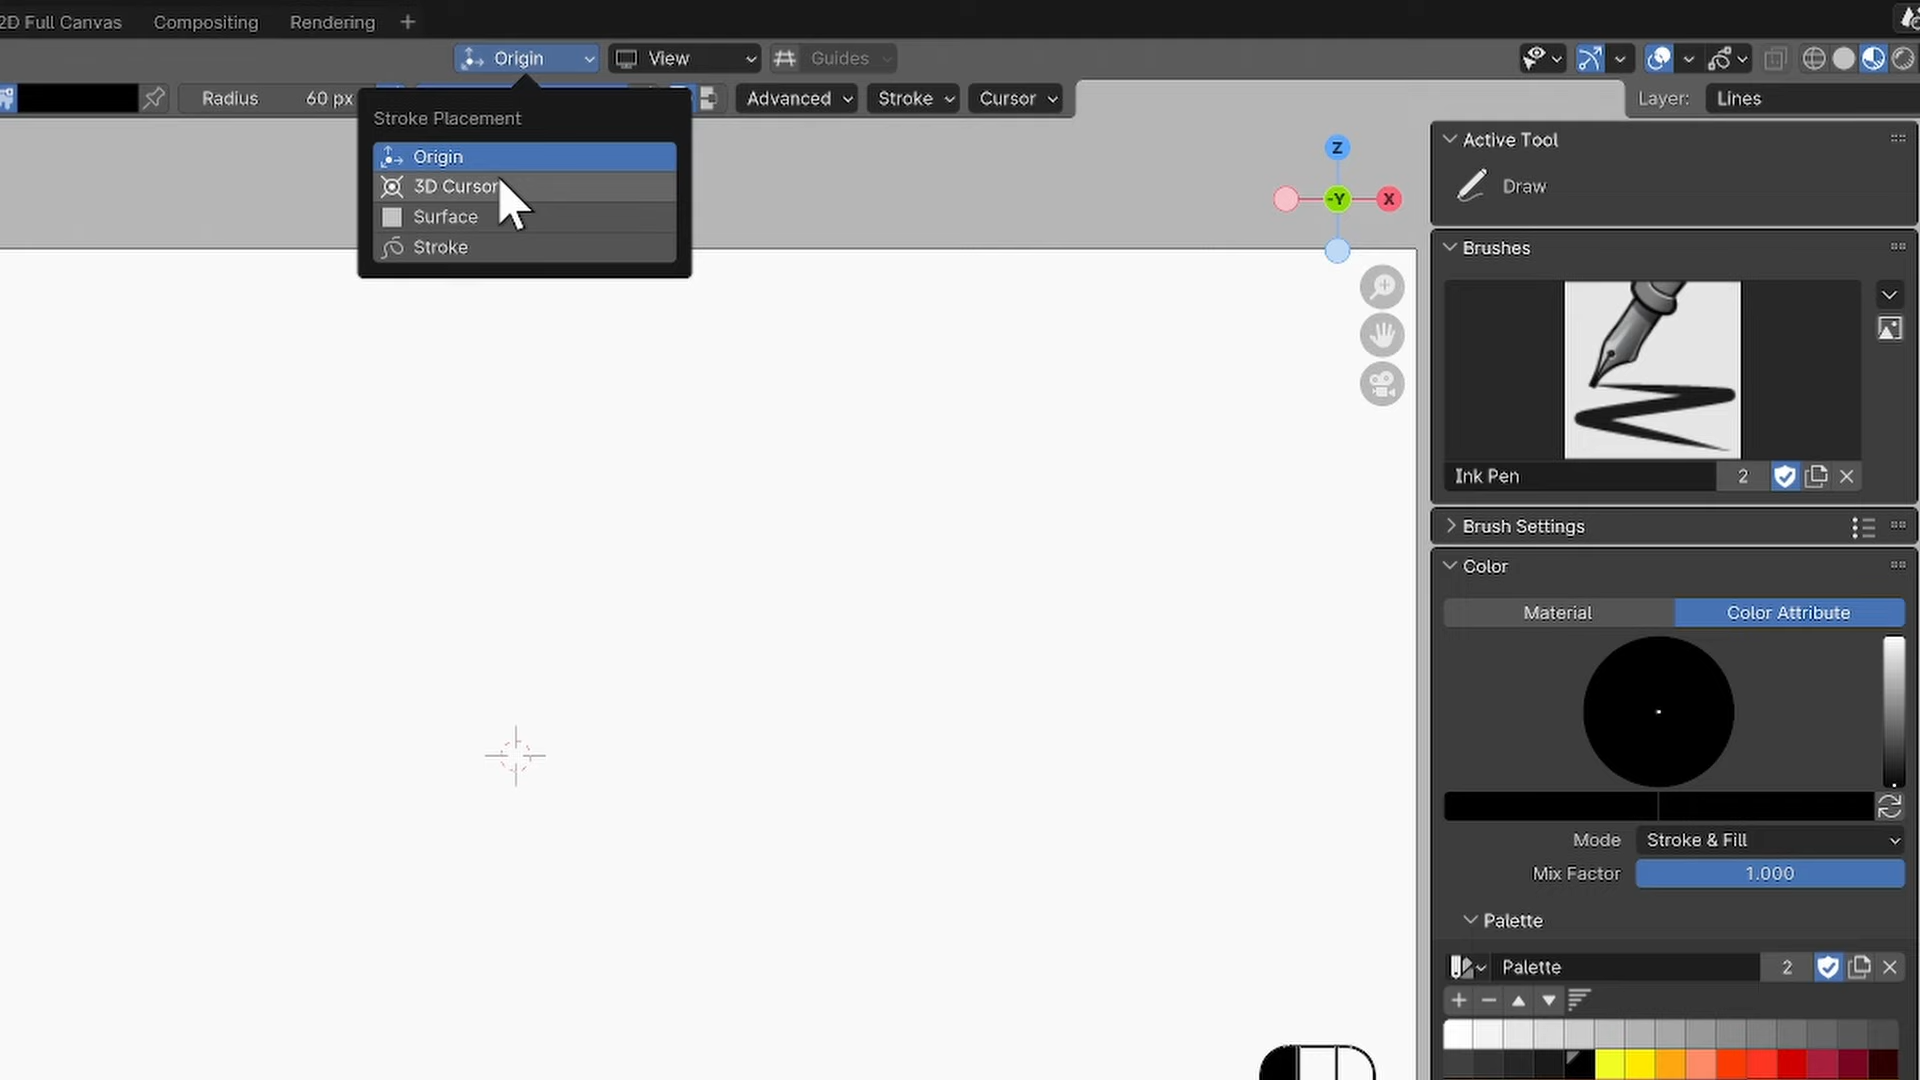 2D Full Canvas Compositing Rendering +
Origin View Guides
Radius 60 px Advanced Stroke Cursor Layer: Lines
Stroke Placement
Origin
3D Cursor
Surface
Stroke
Z
-Y
X
Active Tool
Draw
Brushes
Ink Pen 2
Brush Settings
Color
Material Color Attribute
Mode Stroke & Fill
Mix Factor 1.000
Palette
Palette 2